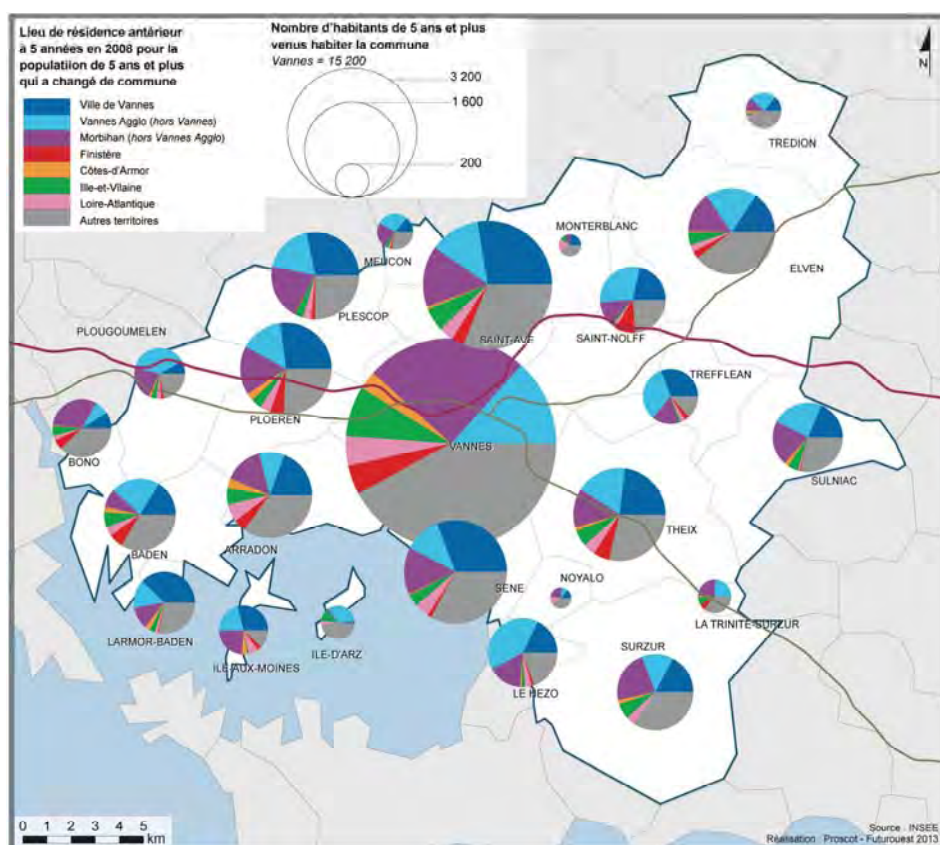 Lieu de résidence antérieur
à 5 années en 2008 pour la
populatiion de 5 ans et plus
qui a changé de commune
Ville de Vannes
Vannes Agglo (hors Vannes)
Morbihan (hors Vannes Agglo)
Finistère
Côtes-d'Armor
Ille-et-Vilaine
Loire-Atlantique
Autres territoires
Nombre d'habitants de 5 ans et plus
venus habiter la commune
Vannes = 15 200
3 200
1 600
200
N
TREDION
MONTERBLANC
MEUCON
ELVEN
PLESCOP
SAINT-AVE
SAINT-NOLFF
PLOUGOUMELEN
TREFFLEAN
PLOEREN
VANNES
BONO
SULNIAC
THEIX
BADEN
ARRADON
SENE
NOYALO
LA TRINITE-SURZUR
LARMOR-BADEN
ILE-AUX-MOINES
ILE-D'ARZ
SURZUR
LE HEZO
0 1 2 3 4 5
km
Source : INSEE
Réalisation : Proscot - Futurouest 2013